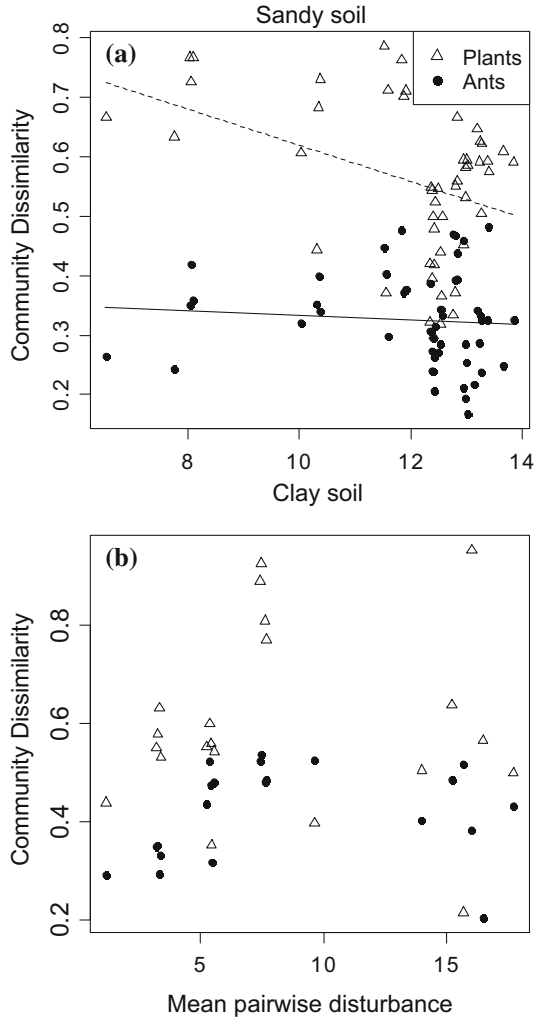 Sandy soil
(a)
Plants
Ants
Community Dissimilarity
0.8
0.7
0.6
0.5
0.4
0.3
0.2
8 10 12 14
Clay soil
(b)
Community Dissimilarity
0.8
0.6
0.4
0.2
5 10 15
Mean pairwise disturbance